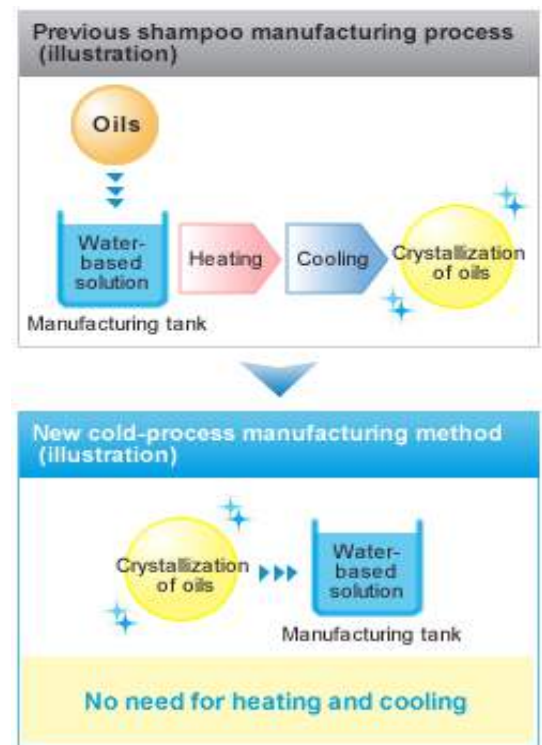 Previous shampoo manufacturing process
(illustration)
Oils
Water-
based
solution
Manufacturing tank
Heating
Cooling
Crystallization
of oils
New cold-process manufacturing method
(illustration)
Crystallization
of oils
Water-
based
solution
Manufacturing tank
No need for heating and cooling